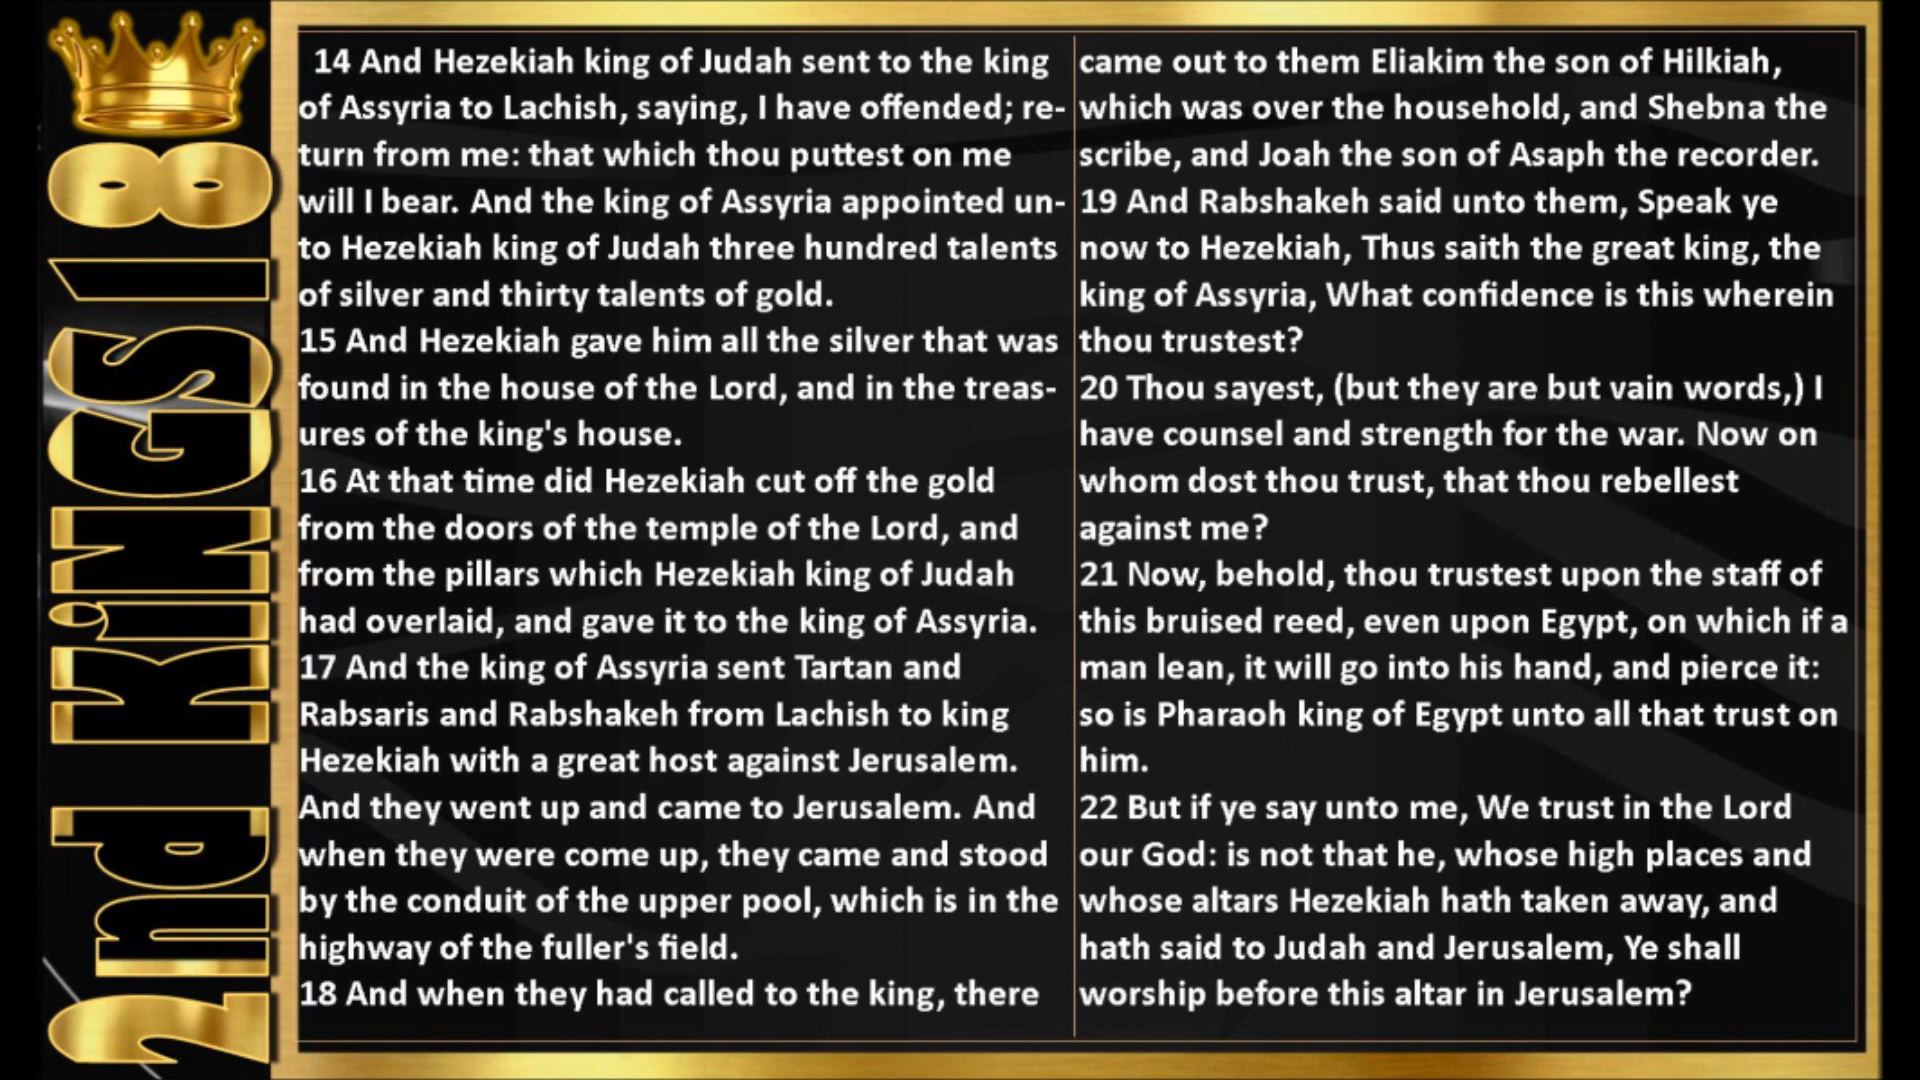 2nd KiNGS 18
14 And Hezekiah king of Judah sent to the king
of Assyria to Lachish, saying, I have offended; re-
turn from me: that which thou puttest on me
will I bear. And the king of Assyria appointed un-
to Hezekiah king of Judah three hundred talents
of silver and thirty talents of gold.
15 And Hezekiah gave him all the silver that was
found in the house of the Lord, and in the treas-
ures of the king's house.
16 At that time did Hezekiah cut off the gold
from the doors of the temple of the Lord, and
from the pillars which Hezekiah king of Judah
had overlaid, and gave it to the king of Assyria.
17 And the king of Assyria sent Tartan and
Rabsaris and Rabshakeh from Lachish to king
Hezekiah with a great host against Jerusalem.
And they went up and came to Jerusalem. And
when they were come up, they came and stood
by the conduit of the upper pool, which is in the
highway of the fuller's field.
18 And when they had called to the king, there
came out to them Eliakim the son of Hilkiah,
which was over the household, and Shebna the
scribe, and Joah the son of Asaph the recorder.
19 And Rabshakeh said unto them, Speak ye
now to Hezekiah, Thus saith the great king, the
king of Assyria, What confidence is this wherein
thou trustest?
20 Thou sayest, (but they are but vain words,) I
have counsel and strength for the war. Now on
whom dost thou trust, that thou rebellest
against me?
21 Now, behold, thou trustest upon the staff of
this bruised reed, even upon Egypt, on which if a
man lean, it will go into his hand, and pierce it:
so is Pharaoh king of Egypt unto all that trust on
him.
22 But if ye say unto me, We trust in the Lord
our God: is not that he, whose high places and
whose altars Hezekiah hath taken away, and
hath said to Judah and Jerusalem, Ye shall
worship before this altar in Jerusalem?